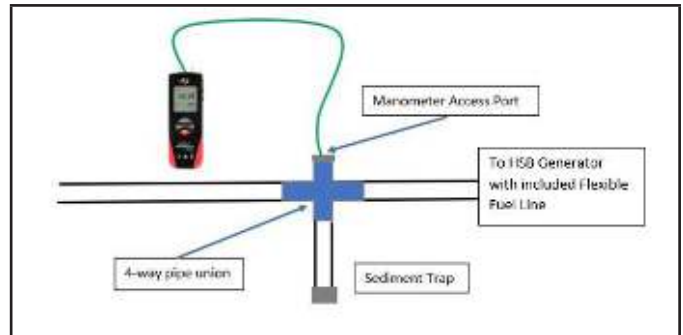 Manometer Access Port
To HSB Generator
with included Flexible
Fuel Line
4-way pipe union
Sediment Trap